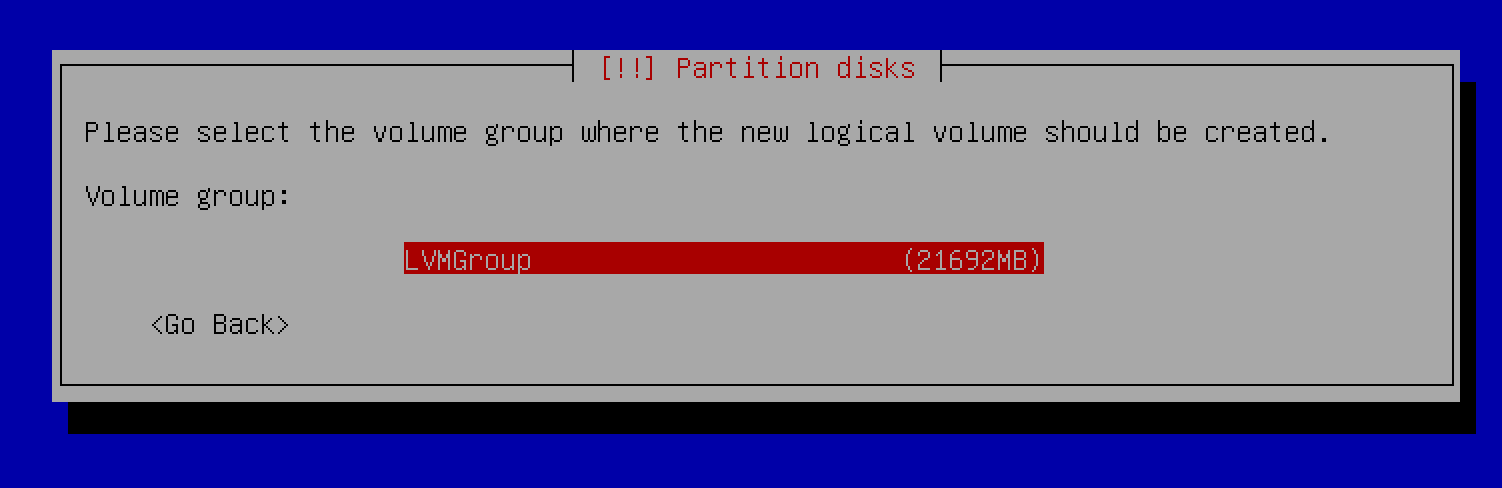 [!!] Partition disks
Please select the volume group where the new logical volume should be created.
Volume group:
LVMGroup (21692MB)
<Go Back>